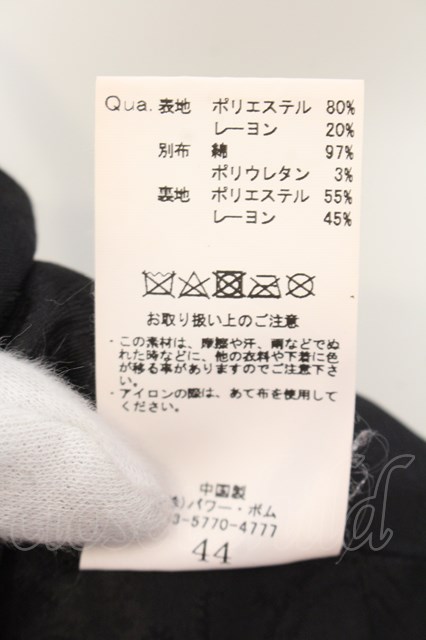 Qua. 表地 ポリエステル 80%
レーヨン 20%
別布 綿 97%
ポリウレタン 3%
裏地 ポリエステル 55%
レーヨン 45%
お取り扱い上のご注意
・この素材は、摩擦や汗、雨などでぬ
れた時などに、他の衣料や下着に色
が移る事がありますのでご注意下さ
い。
・アイロンの際は、あて布を使用して
ください。
中国製
)パワー・ボム
3-5770-4777
44